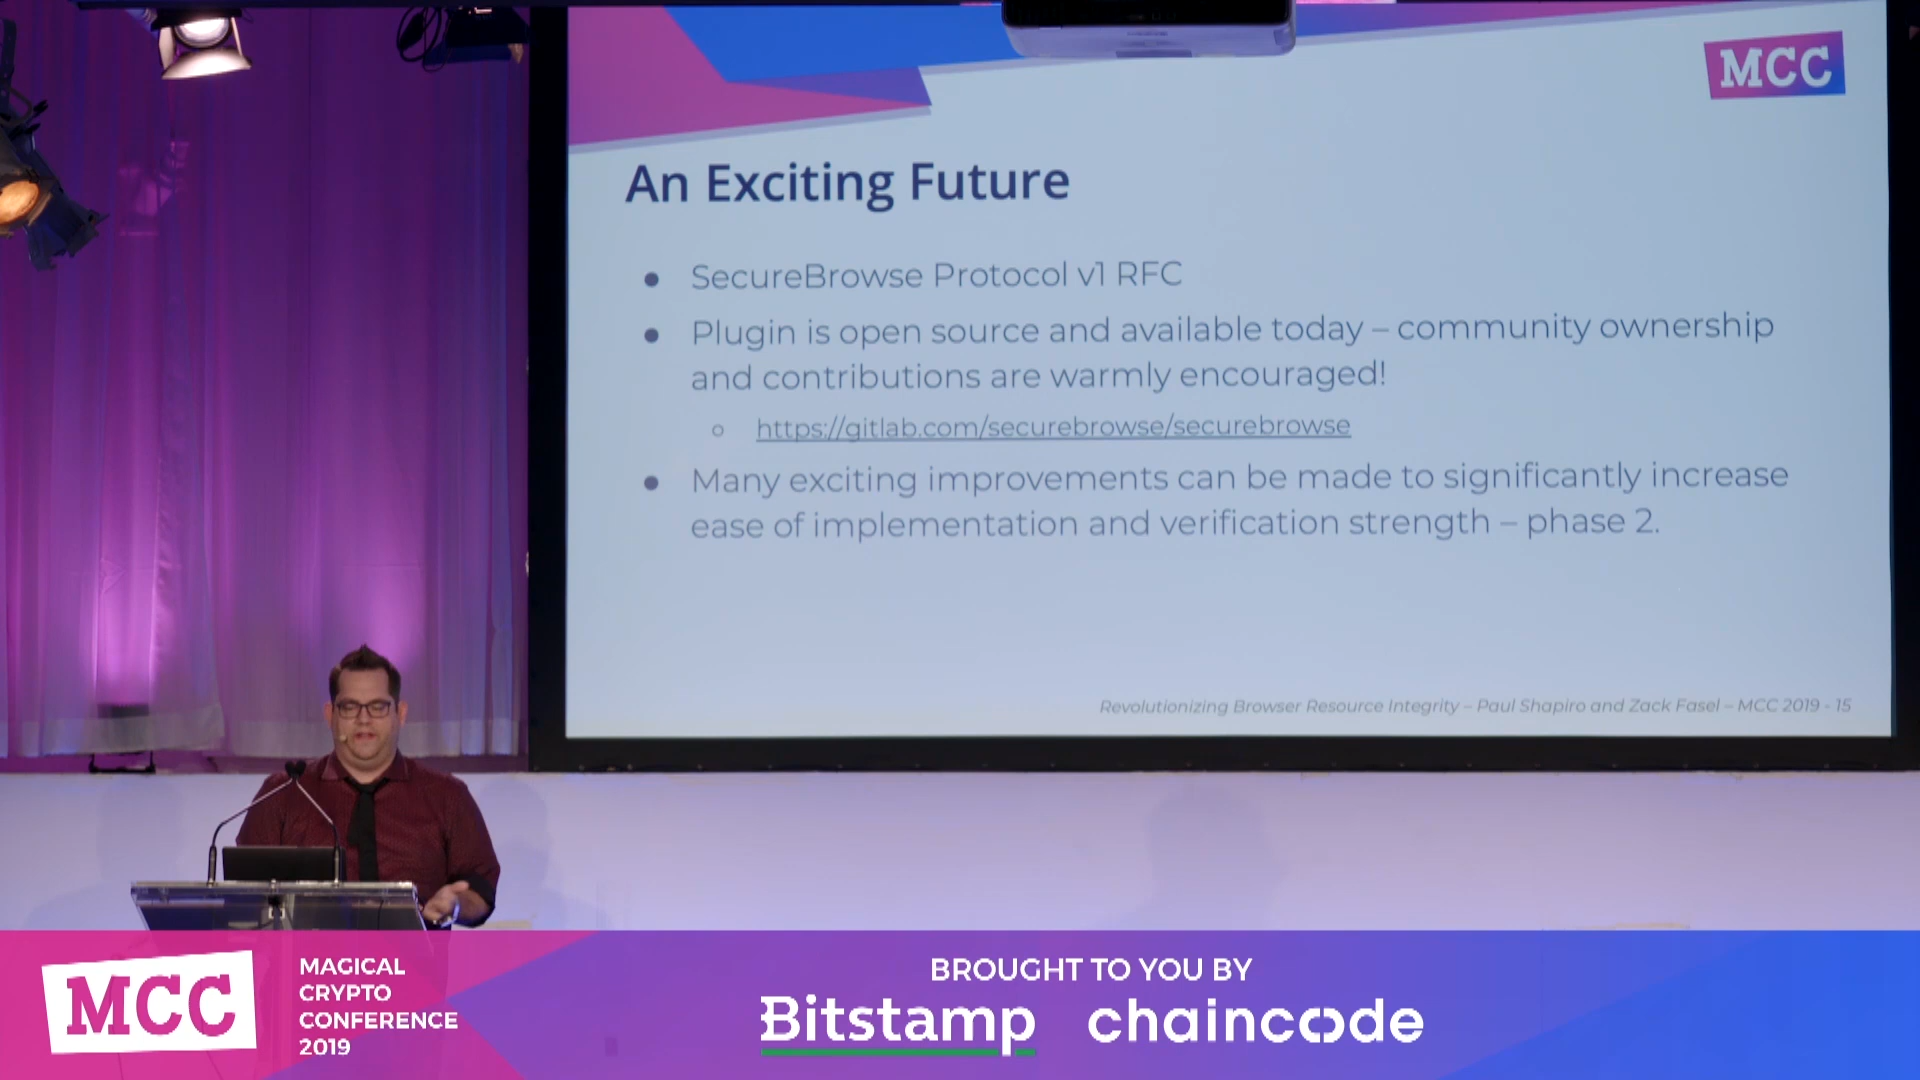 MCC
An Exciting Future
● SecureBrowse Protocol v1 RFC
● Plugin is open source and available today – community ownership
and contributions are warmly encouraged!
○ https://gitlab.com/securebrowse/securebrowse
● Many exciting improvements can be made to significantly increase
ease of implementation and verification strength – phase 2.
Revolutionizing Browser Resource Integrity – Paul Shapiro and Zack Fasel – MCC 2019 - 15
MCC
MAGICAL
CRYPTO
CONFERENCE
2019
BROUGHT TO YOU BY
Bitstamp chaincode